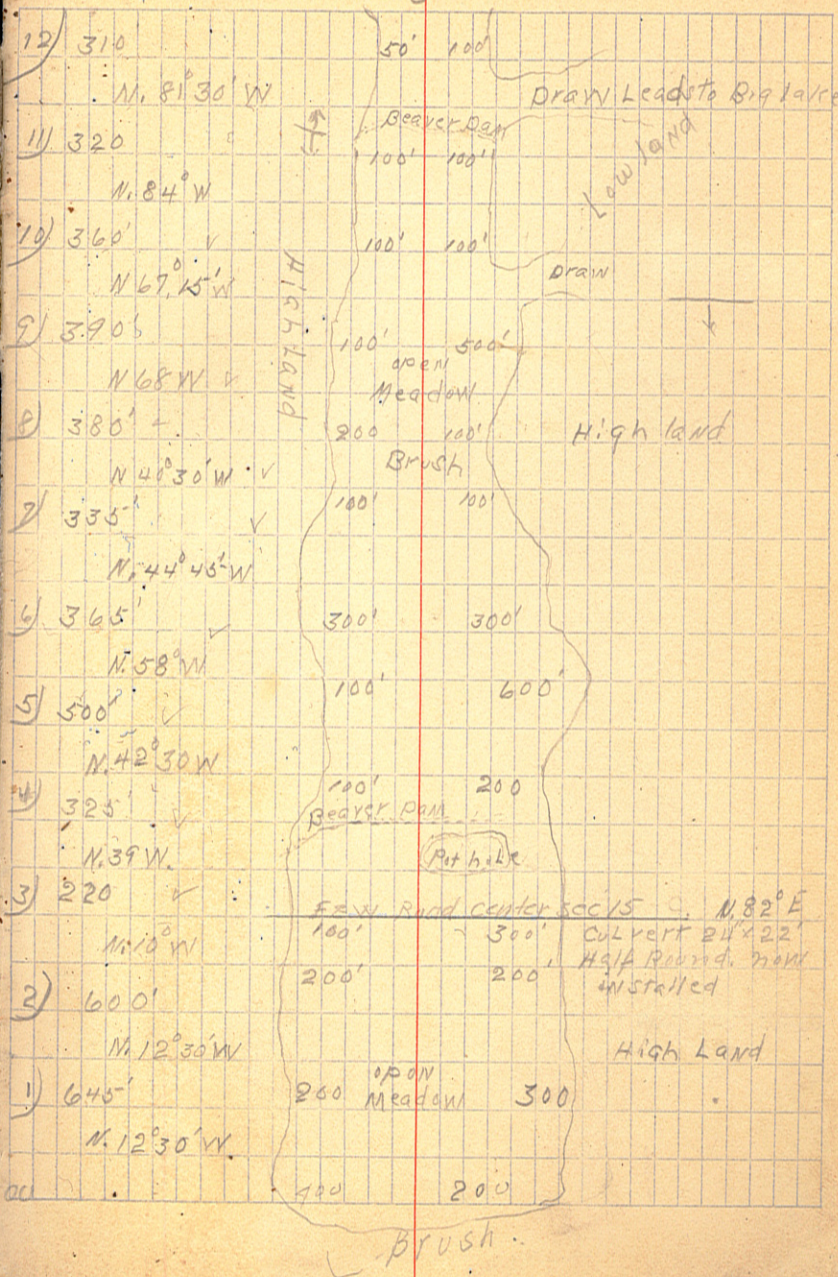 12) 310 50' 100'
N. 81°30' W Draw Leads to Big lake
Beaver Dam
11) 320 100' 100'
Low land
N. 84° W
10) 360' 100' 100'
Draw
N 67°,15' W
High Land
9) 390' 100' 500'
open
N 68 W Meadow
8) 380' 200 100' High land
Brush
N 40°30' W
7) 335' 100' 100'
N. 44°45' W
6) 365' 300' 300'
N. 58° W
100' 600'
5) 500'
N. 42°30 W
4) 325' 100' 200
Beaver Dam
N. 39 W. Pot hole
3) 220 E & W Road Center sec 15 N. 82° E
100' 300' Culvert 24" x 22'
N. 10° W Half Round. now
200' 200' installed
2) 600'
N. 12°30' W High Land
open
1) 645' 200 Meadow 300
N. 12°30' W
00 400 200
Brush.